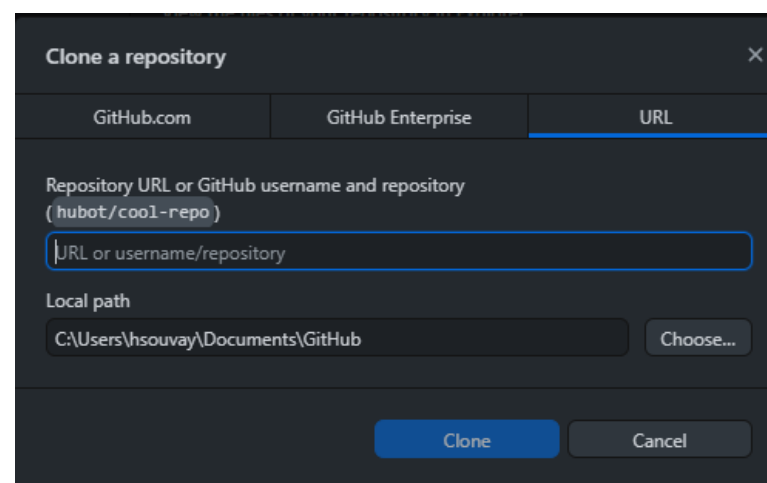 Clone a repository
GitHub.com
GitHub Enterprise
URL
Repository URL or GitHub username and repository
( hubot/cool-repo )
URL or username/repository
Local path
C:\Users\hsouvay\Documents\GitHub
Choose...
Clone
Cancel